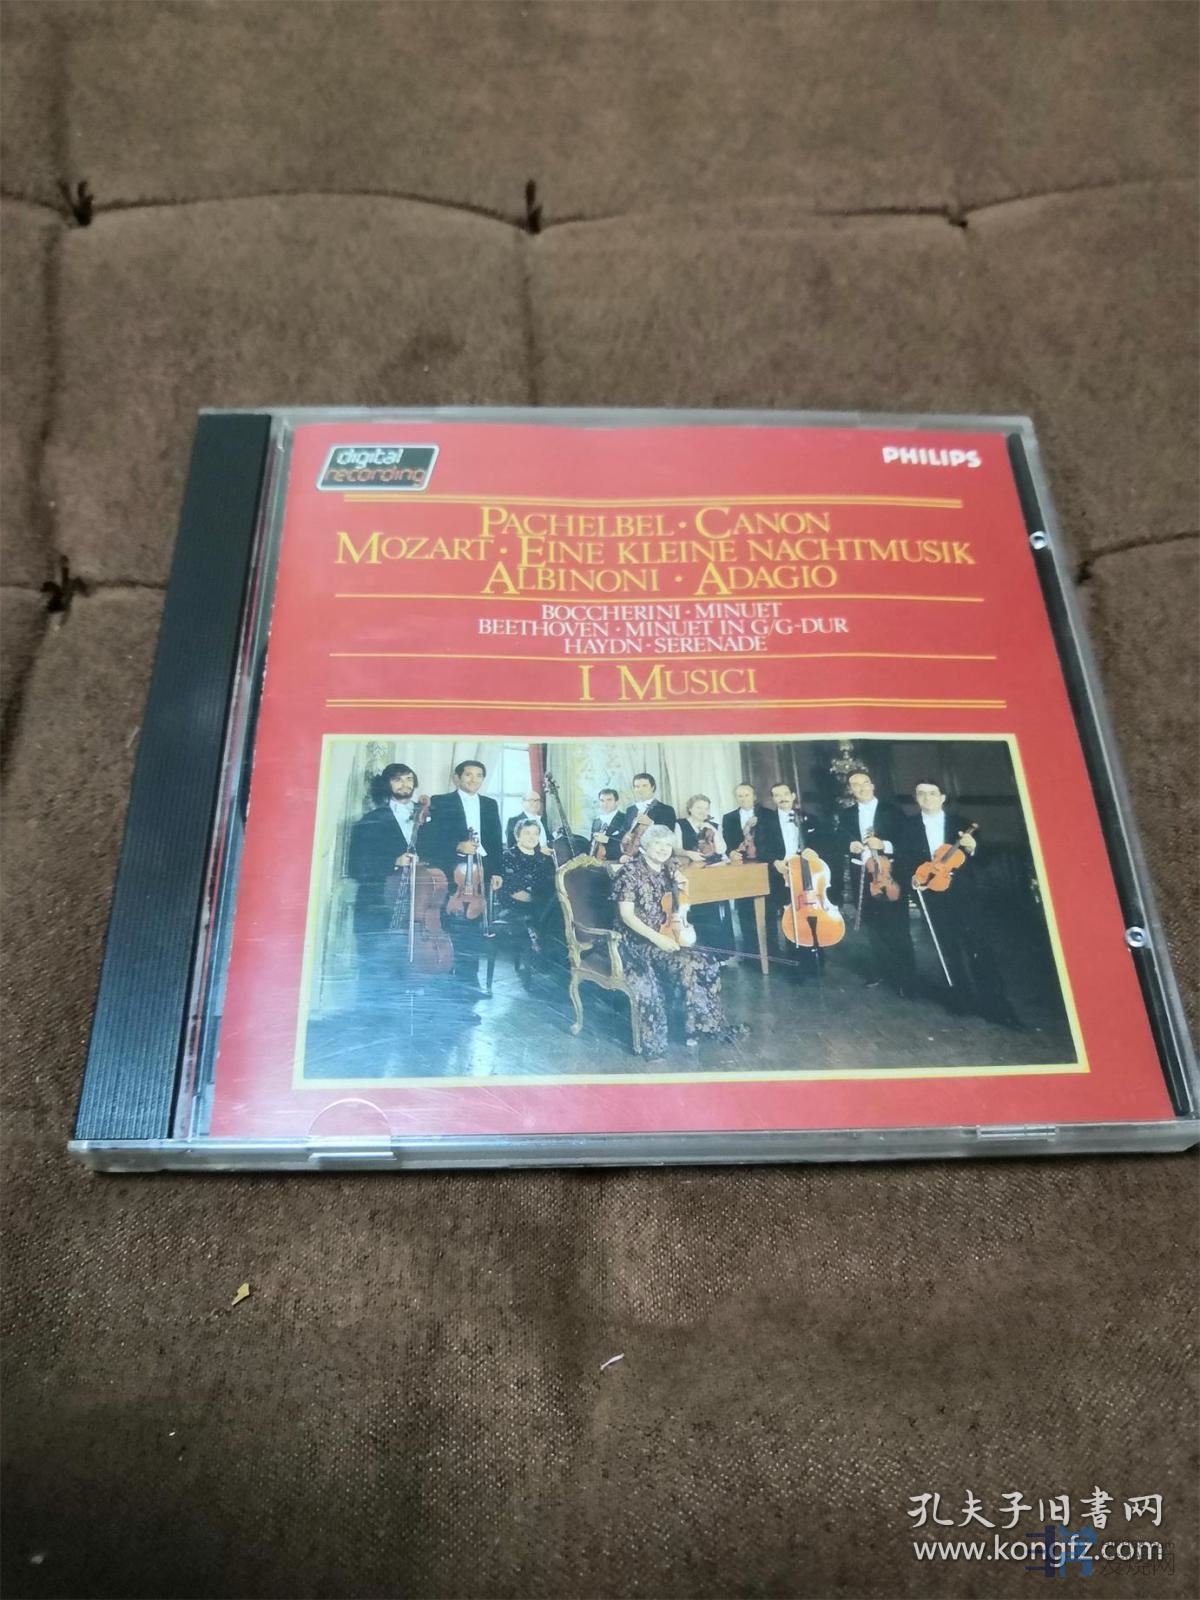 digital
recording
PHILIPS
PACHELBEL · CANON
MOZART · EINE KLEINE NACHTMUSIK
ALBINONI · ADAGIO
BOCCHERINI · MINUET
BEETHOVEN · MINUET IN G/G-DUR
HAYDN · SERENADE
I MUSICI
孔夫子旧书网
www.kongfz.com